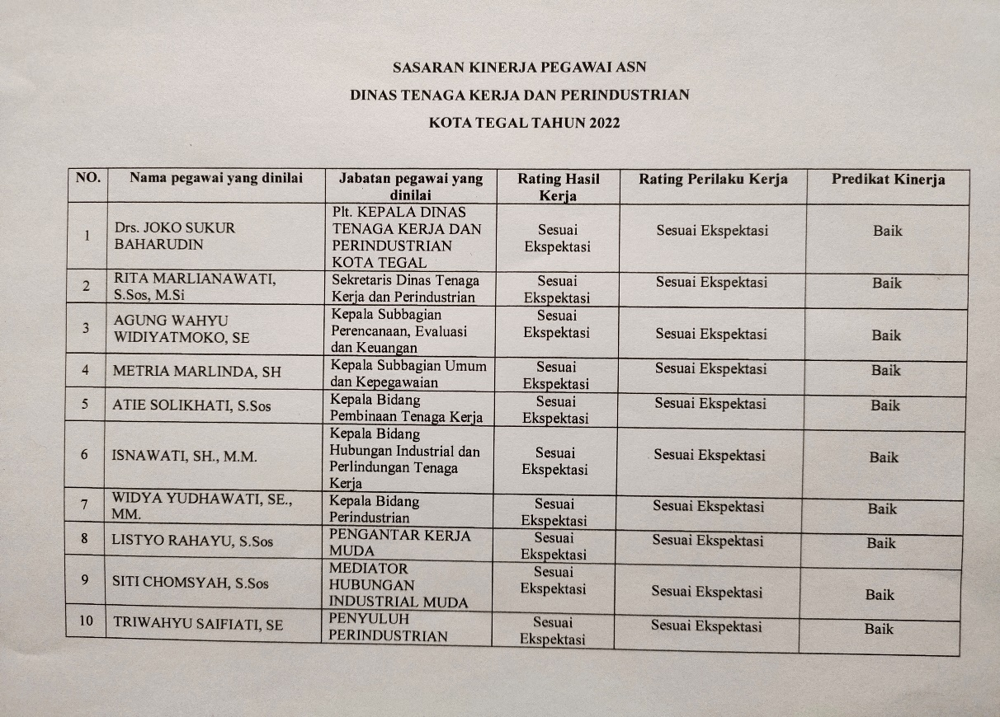 SASARAN KINERJA PEGAWAI ASN
DINAS TENAGA KERJA DAN PERINDUSTRIAN
KOTA TEGAL TAHUN 2022
NO.
Nama pegawai yang dinilai
Jabatan pegawai yang
dinilai
Rating Hasil
Kerja
Rating Perilaku Kerja
Predikat Kinerja
1
Drs. JOKO SUKUR
BAHARUDIN
Plt. KEPALA DINAS
TENAGA KERJA DAN
PERINDUSTRIAN
KOTA TEGAL
Sesuai
Ekspektasi
Sesuai Ekspektasi
Baik
2
RITA MARLIANAWATI,
S.Sos, M.Si
Sekretaris Dinas Tenaga
Kerja dan Perindustrian
Sesuai
Ekspektasi
Sesuai Ekspektasi
Baik
3
AGUNG WAHYU
WIDIYATMOKO, SE
Kepala Subbagian
Perencanaan, Evaluasi
dan Keuangan
Sesuai
Ekspektasi
Sesuai Ekspektasi
Baik
4
METRIA MARLINDA, SH
Kepala Subbagian Umum
dan Kepegawaian
Sesuai
Ekspektasi
Sesuai Ekspektasi
Baik
5
ATIE SOLIKHATI, S.Sos
Kepala Bidang
Pembinaan Tenaga Kerja
Sesuai
Ekspektasi
Sesuai Ekspektasi
Baik
6
ISNAWATI, SH., M.M.
Kepala Bidang
Hubungan Industrial dan
Perlindungan Tenaga
Kerja
Sesuai
Ekspektasi
Sesuai Ekspektasi
Baik
7
WIDYA YUDHAWATI, SE.,
MM.
Kepala Bidang
Perindustrian
Sesuai
Ekspektasi
Sesuai Ekspektasi
Baik
8
LISTYO RAHAYU, S.Sos
PENGANTAR KERJA
MUDA
Sesuai
Ekspektasi
Sesuai Ekspektasi
Baik
9
SITI CHOMSYAH, S.Sos
MEDIATOR
HUBUNGAN
INDUSTRIAL MUDA
Sesuai
Ekspektasi
Sesuai Ekspektasi
Baik
10
TRIWAHYU SAIFIATI, SE
PENYULUH
PERINDUSTRIAN
Sesuai
Ekspektasi
Sesuai Ekspektasi
Baik